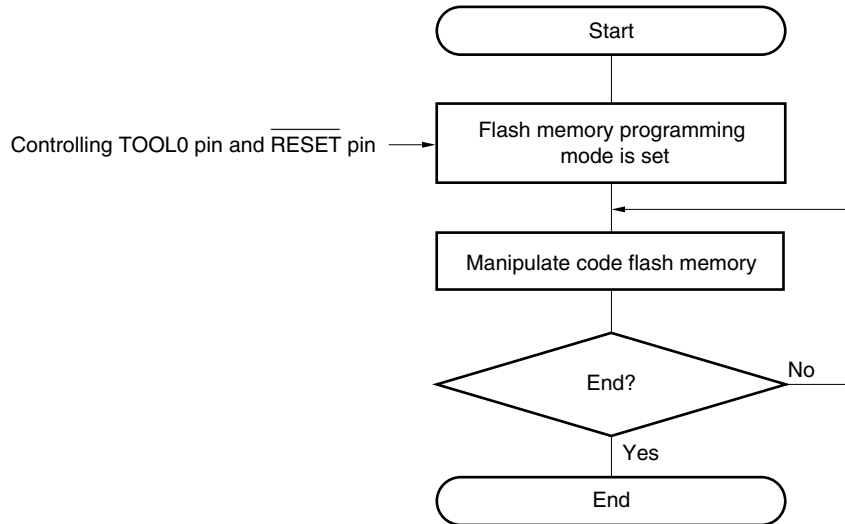 Start
Controlling TOOL0 pin and RESET pin
Flash memory programming
mode is set
Manipulate code flash memory
End?
No
Yes
End